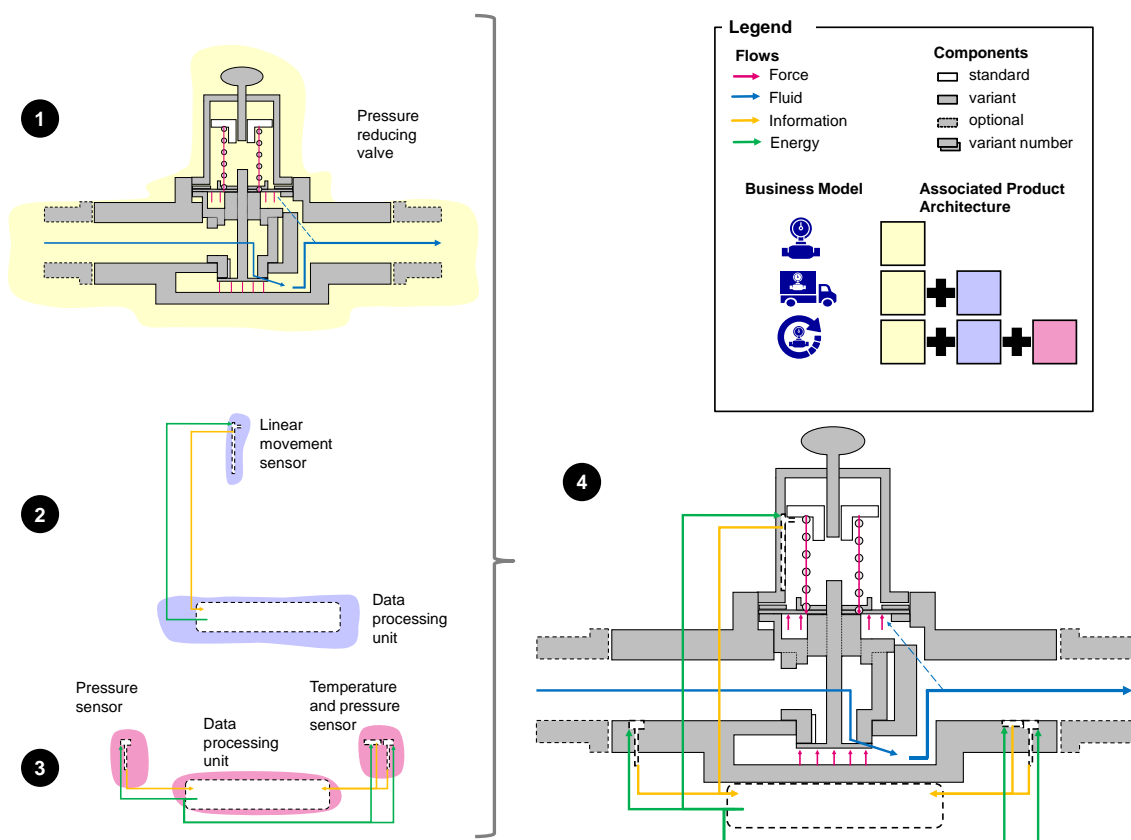 1
Pressure
reducing
valve
2
Linear
movement
sensor
Data
processing
unit
3
Pressure
sensor
Data
processing
unit
Temperature
and pressure
sensor
Legend
Flows
Force
Fluid
Information
Energy
Components
standard
variant
optional
variant number
Business Model
Associated Product
Architecture
4